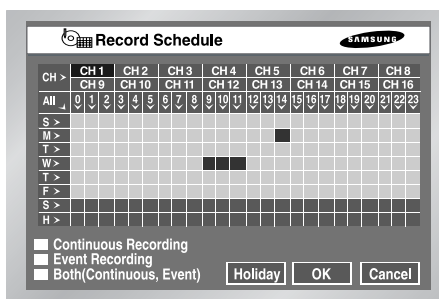 Record Schedule
SAMSUNG
CH > CH 1 CH 2 CH 3 CH 4 CH 5 CH 6 CH 7 CH 8
CH 9 CH 10 CH 11 CH 12 CH 13 CH 14 CH 15 CH 16
All 0 1 2 3 4 5 6 7 8 9 10 11 12 13 14 15 16 17 18 19 20 21 22 23
S >
M >
T >
W >
T >
F >
S >
H >
Continuous Recording
Event Recording
Both(Continuous, Event)
Holiday OK Cancel